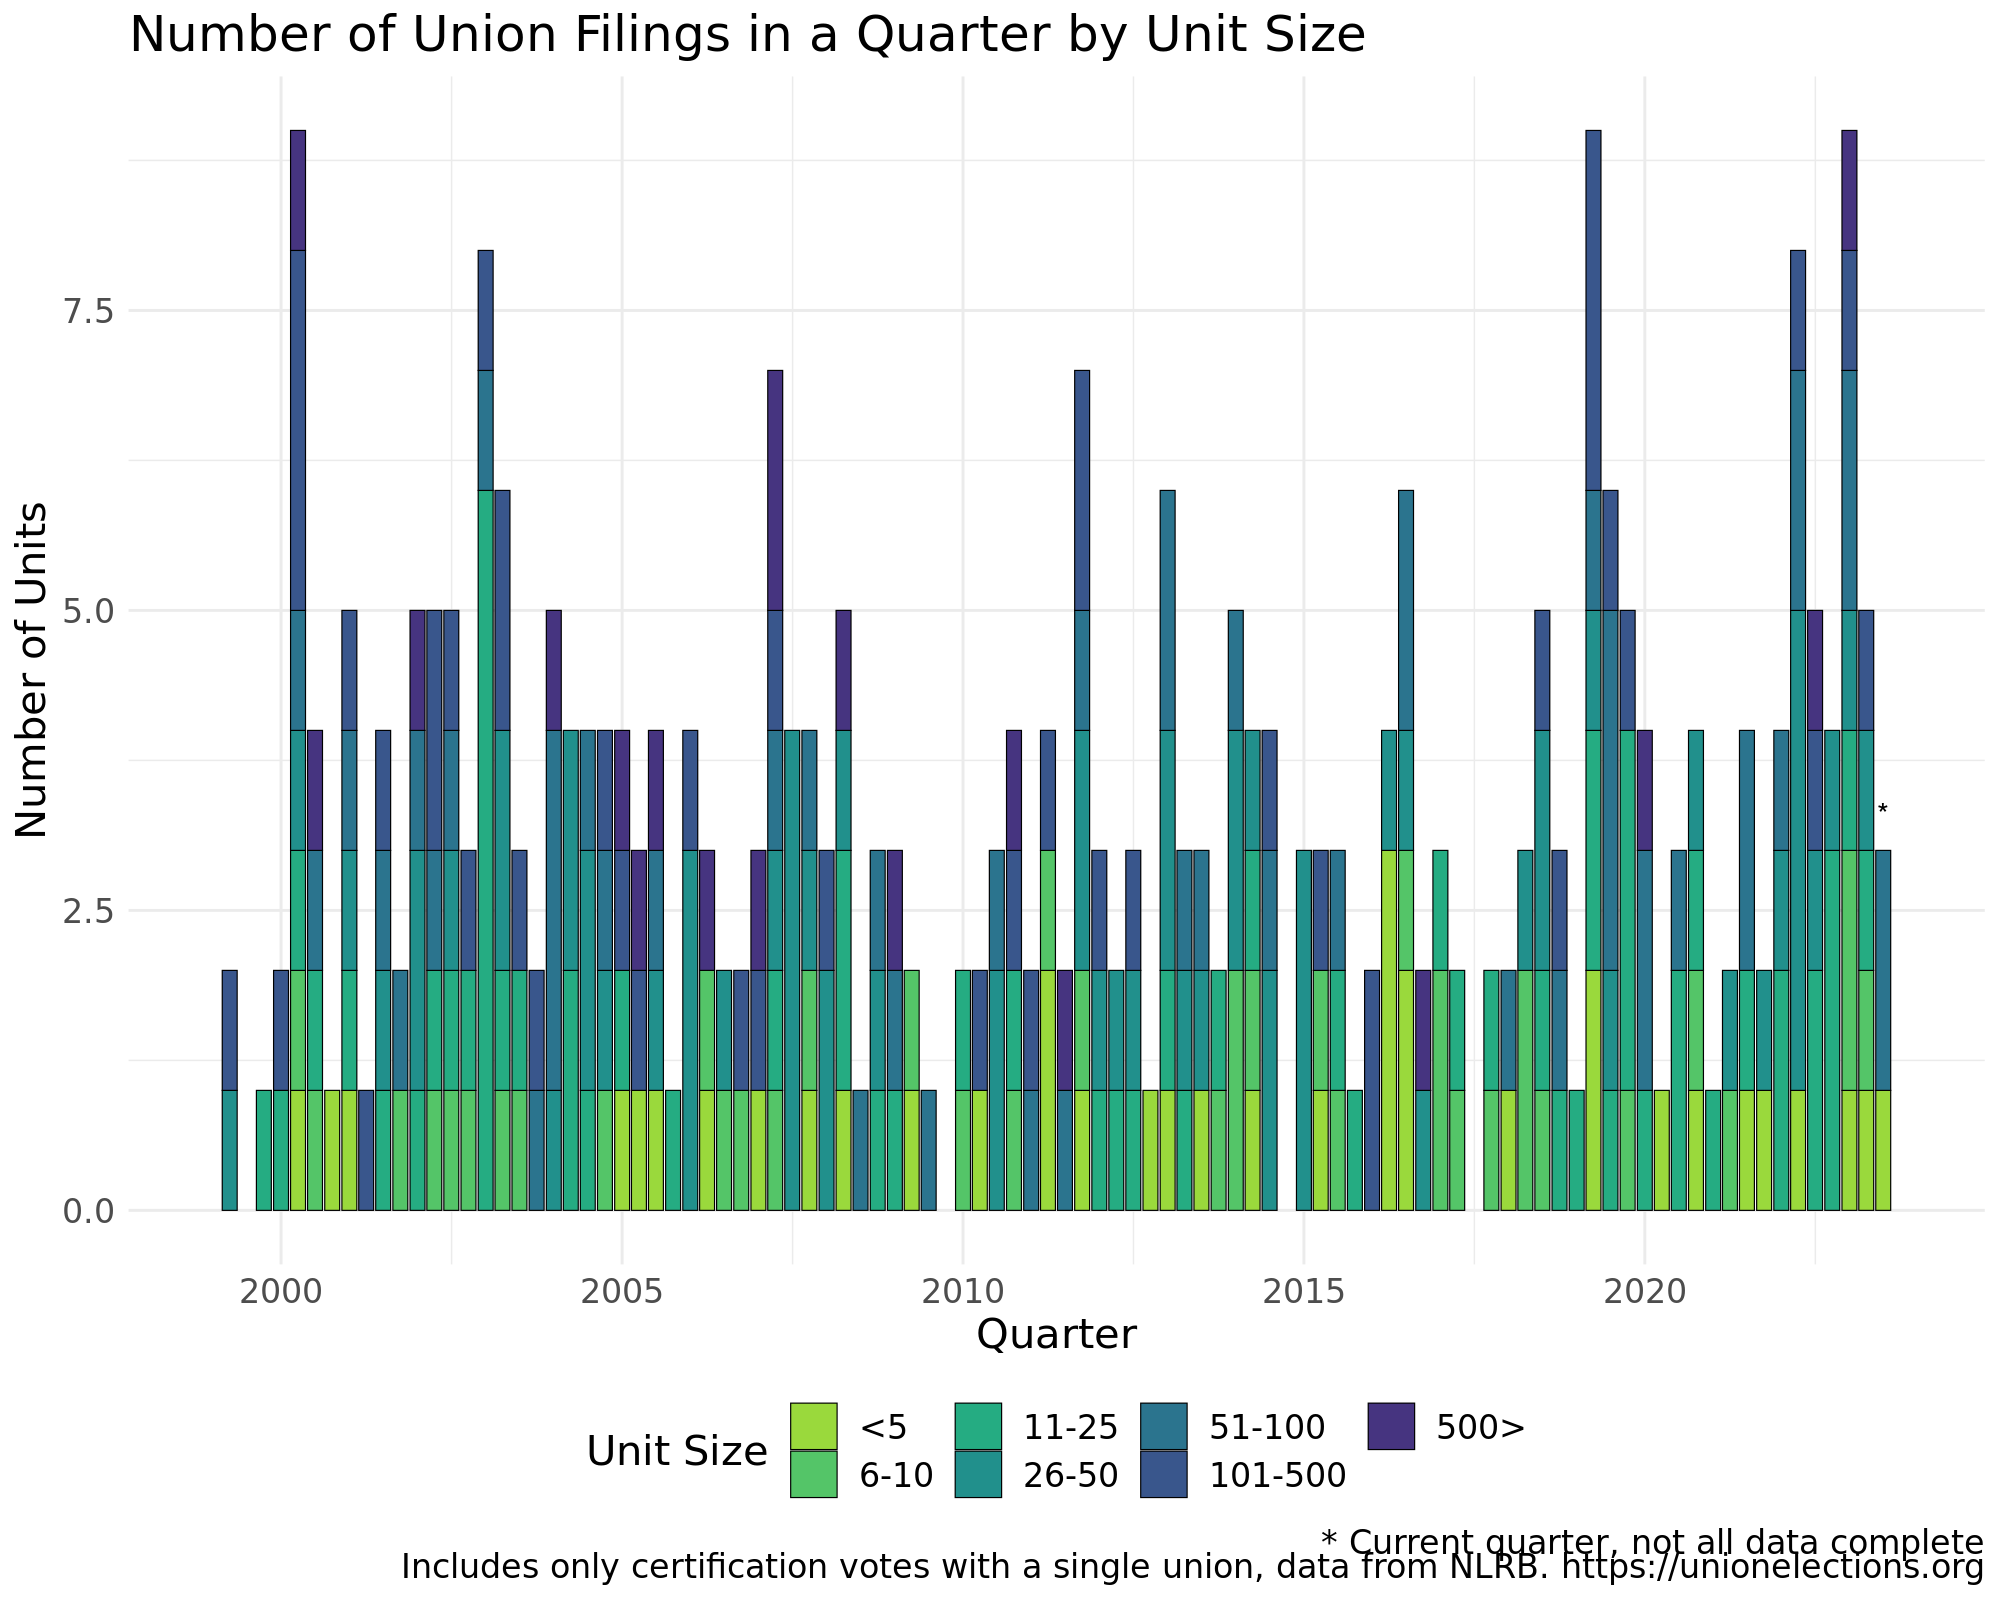 Number of Union Filings in a Quarter by Unit Size
Number of Units
7.5
5.0
2.5
0.0
*
2000 2005 2010 2015 2020
Quarter
Unit Size
<5 11-25 51-100 500>
6-10 26-50 101-500
* Current quarter, not all data complete
Includes only certification votes with a single union, data from NLRB. https://unionelections.org